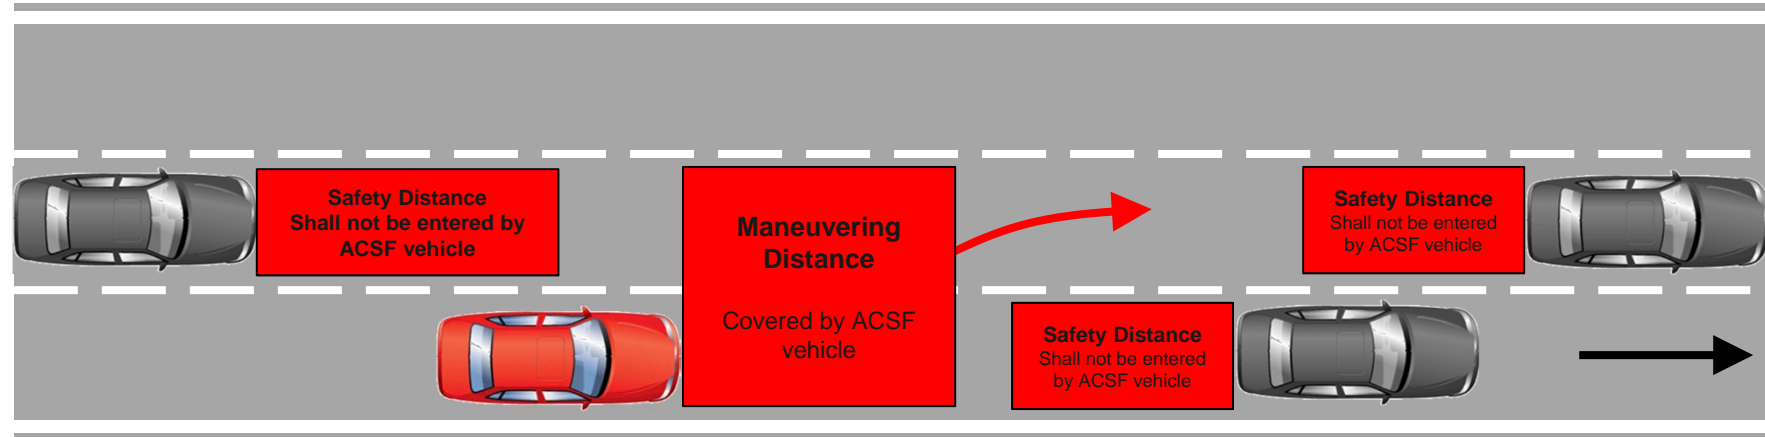 Safety Distance
Shall not be entered by
ACSF vehicle
Maneuvering
Distance
Covered by ACSF
vehicle
Safety Distance
Shall not be entered
by ACSF vehicle
Safety Distance
Shall not be entered
by ACSF vehicle